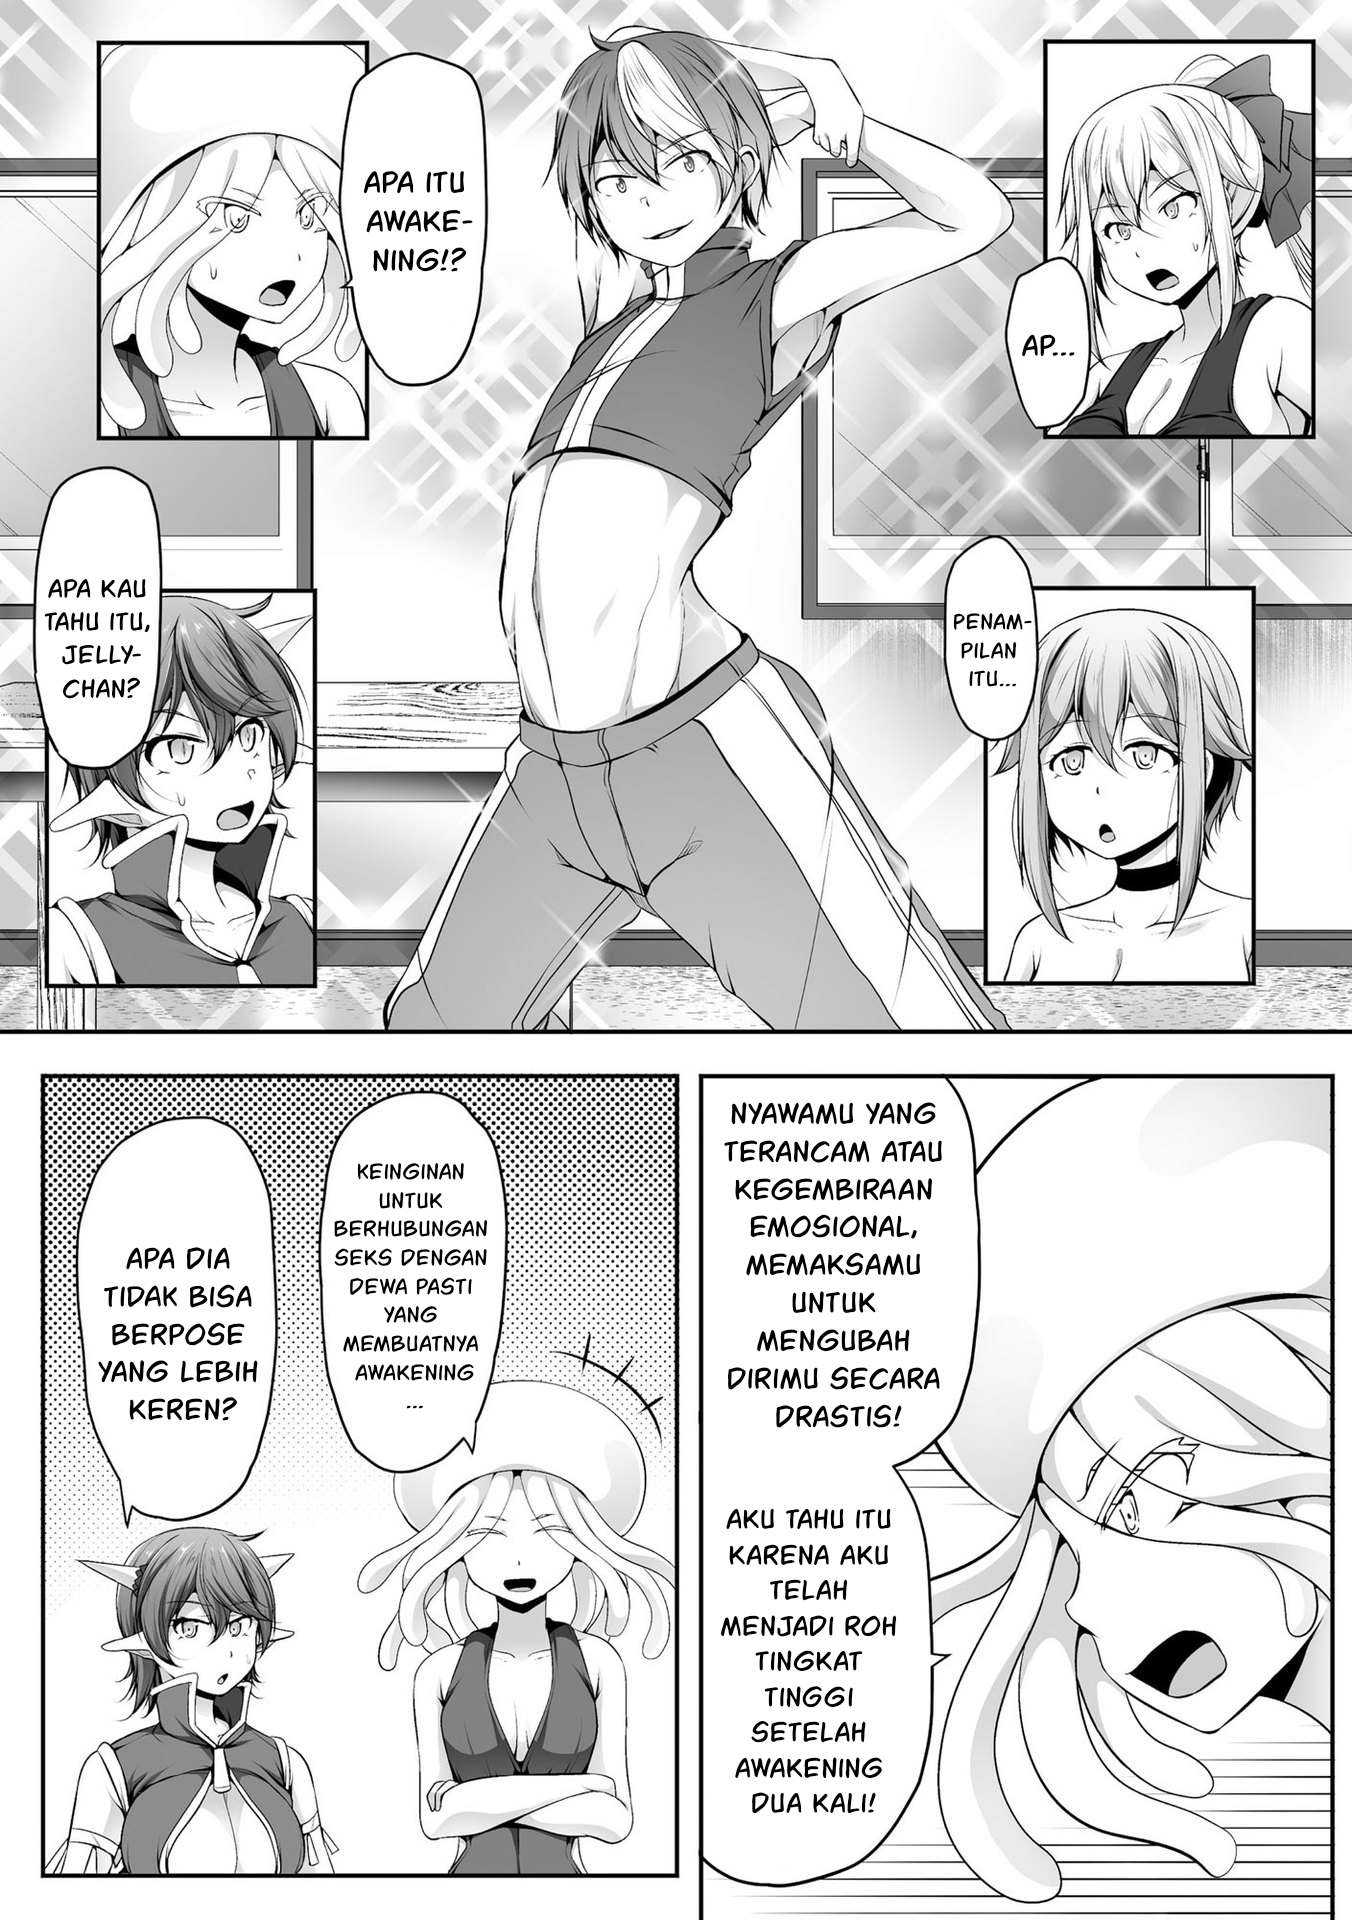 AP...
APA ITU
AWAKE-
NING!?
PENAM-
PILAN
ITU...
APA KAU
TAHU ITU,
JELLY-
CHAN?
NYAWAMU YANG
TERANCAM ATAU
KEGEMBIRAAN
EMOSIONAL,
MEMAKSAMU
UNTUK
MENGUBAH
DIRIMU SECARA
DRASTIS!
AKU TAHU ITU
KARENA AKU
TELAH
MENJADI ROH
TINGKAT
TINGGI
SETELAH
AWAKENING
DUA KALI!
KEINGINAN
UNTUK
BERHUBUNGAN
SEKS DENGAN
DEWA PASTI
YANG
MEMBUATNYA
AWAKENING
...
APA DIA
TIDAK BISA
BERPOSE
YANG LEBIH
KEREN?